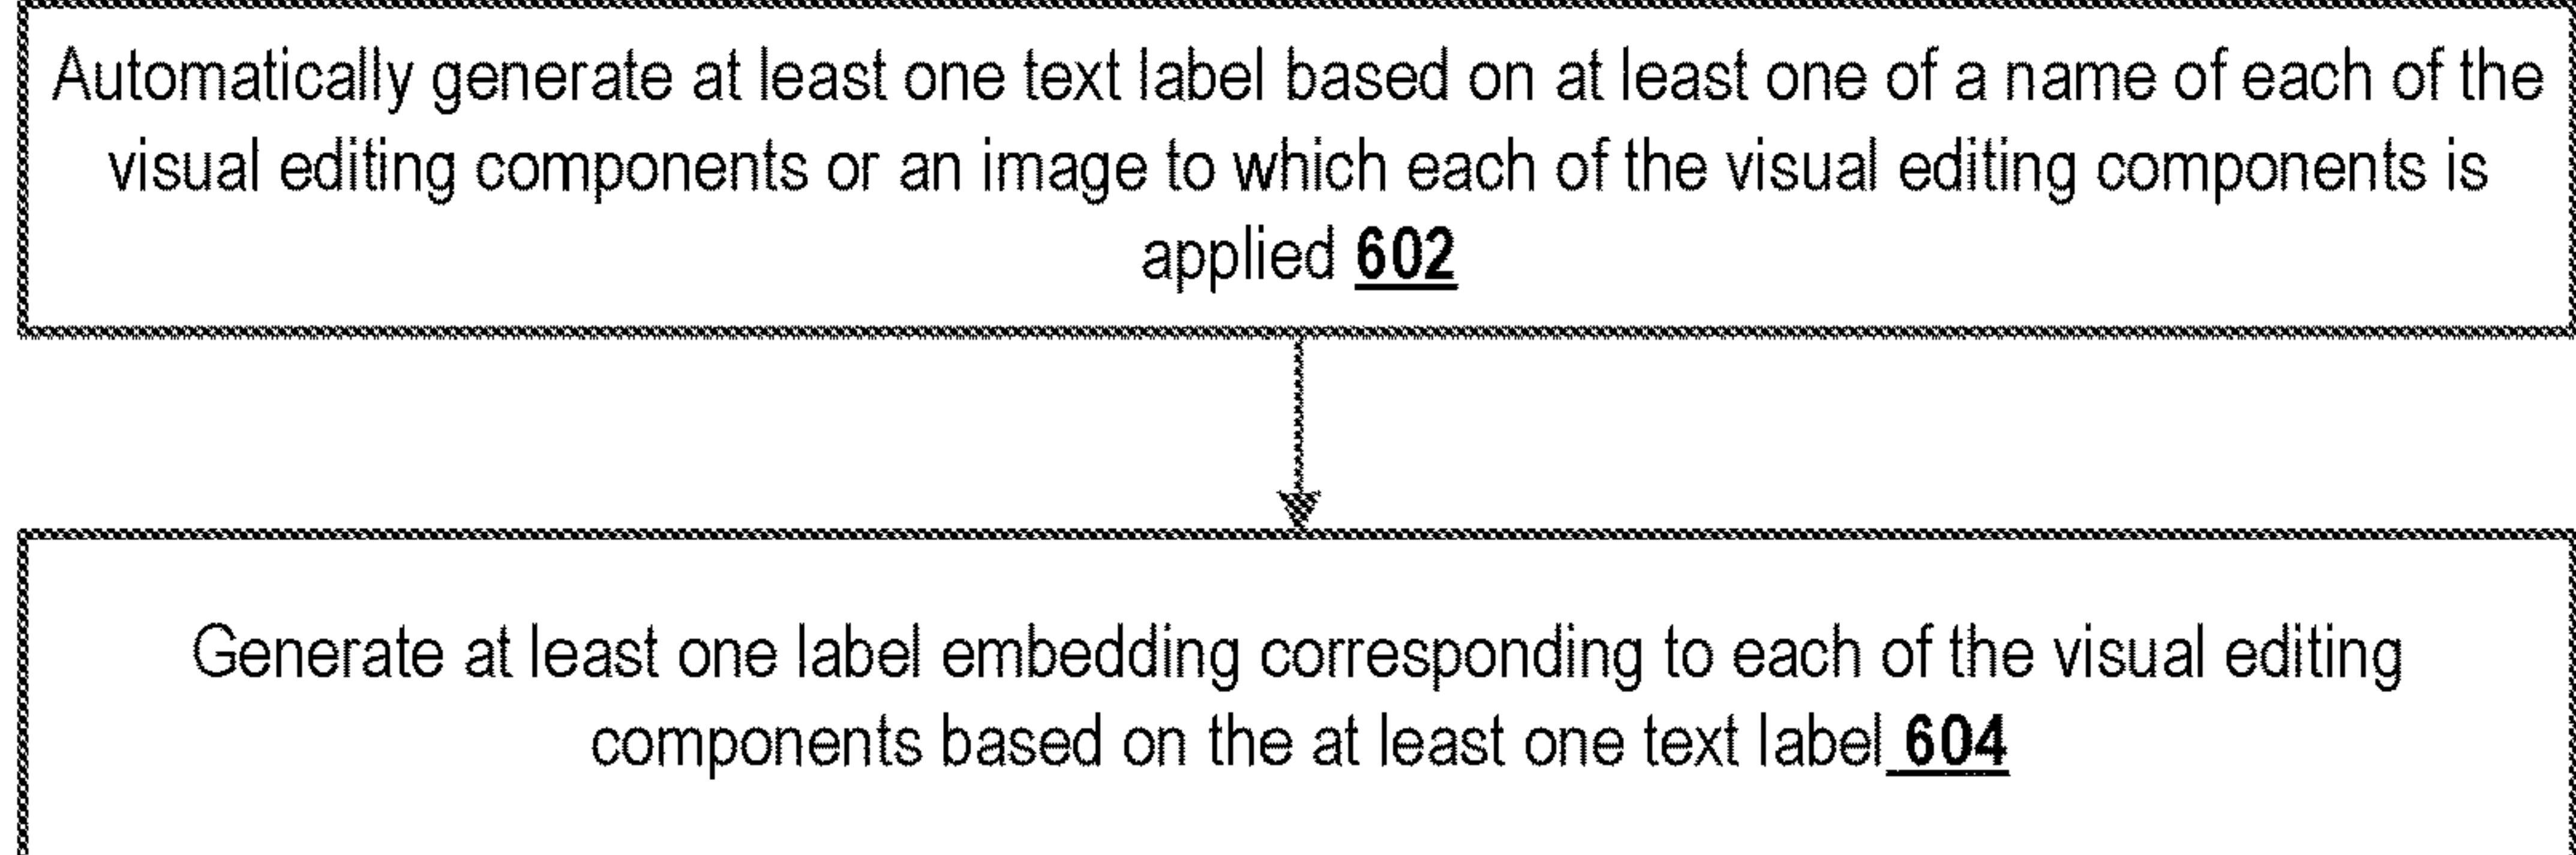 Automatically generate at least one text label based on at least one of a name of each of the
visual editing components or an image to which each of the visual editing components is
applied 602
Generate at least one label embedding corresponding to each of the visual editing
components based on the at least one text label 604